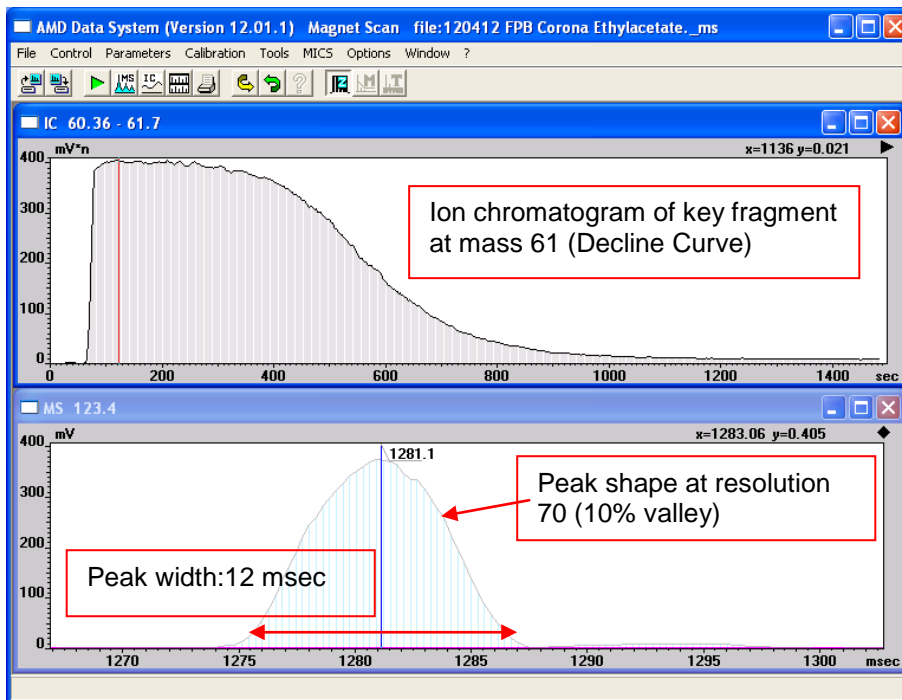 AMD Data System (Version 12.01.1) Magnet Scan file:120412 FPB Corona Ethylacetate._ms
File Control Parameters Calibration Tools MICS Options Window ?
MS IC
IC 60.36 - 61.7
mV*n x=1136 y=0.021
400
300
200
100
0
Ion chromatogram of key fragment
at mass 61 (Decline Curve)
0 200 400 600 800 1000 1200 1400 sec
MS 123.4
mV x=1283.06 y=0.405
400
300
200
100
0
1281.1
Peak shape at resolution
70 (10% valley)
Peak width:12 msec
1270 1275 1280 1285 1290 1295 1300 msec